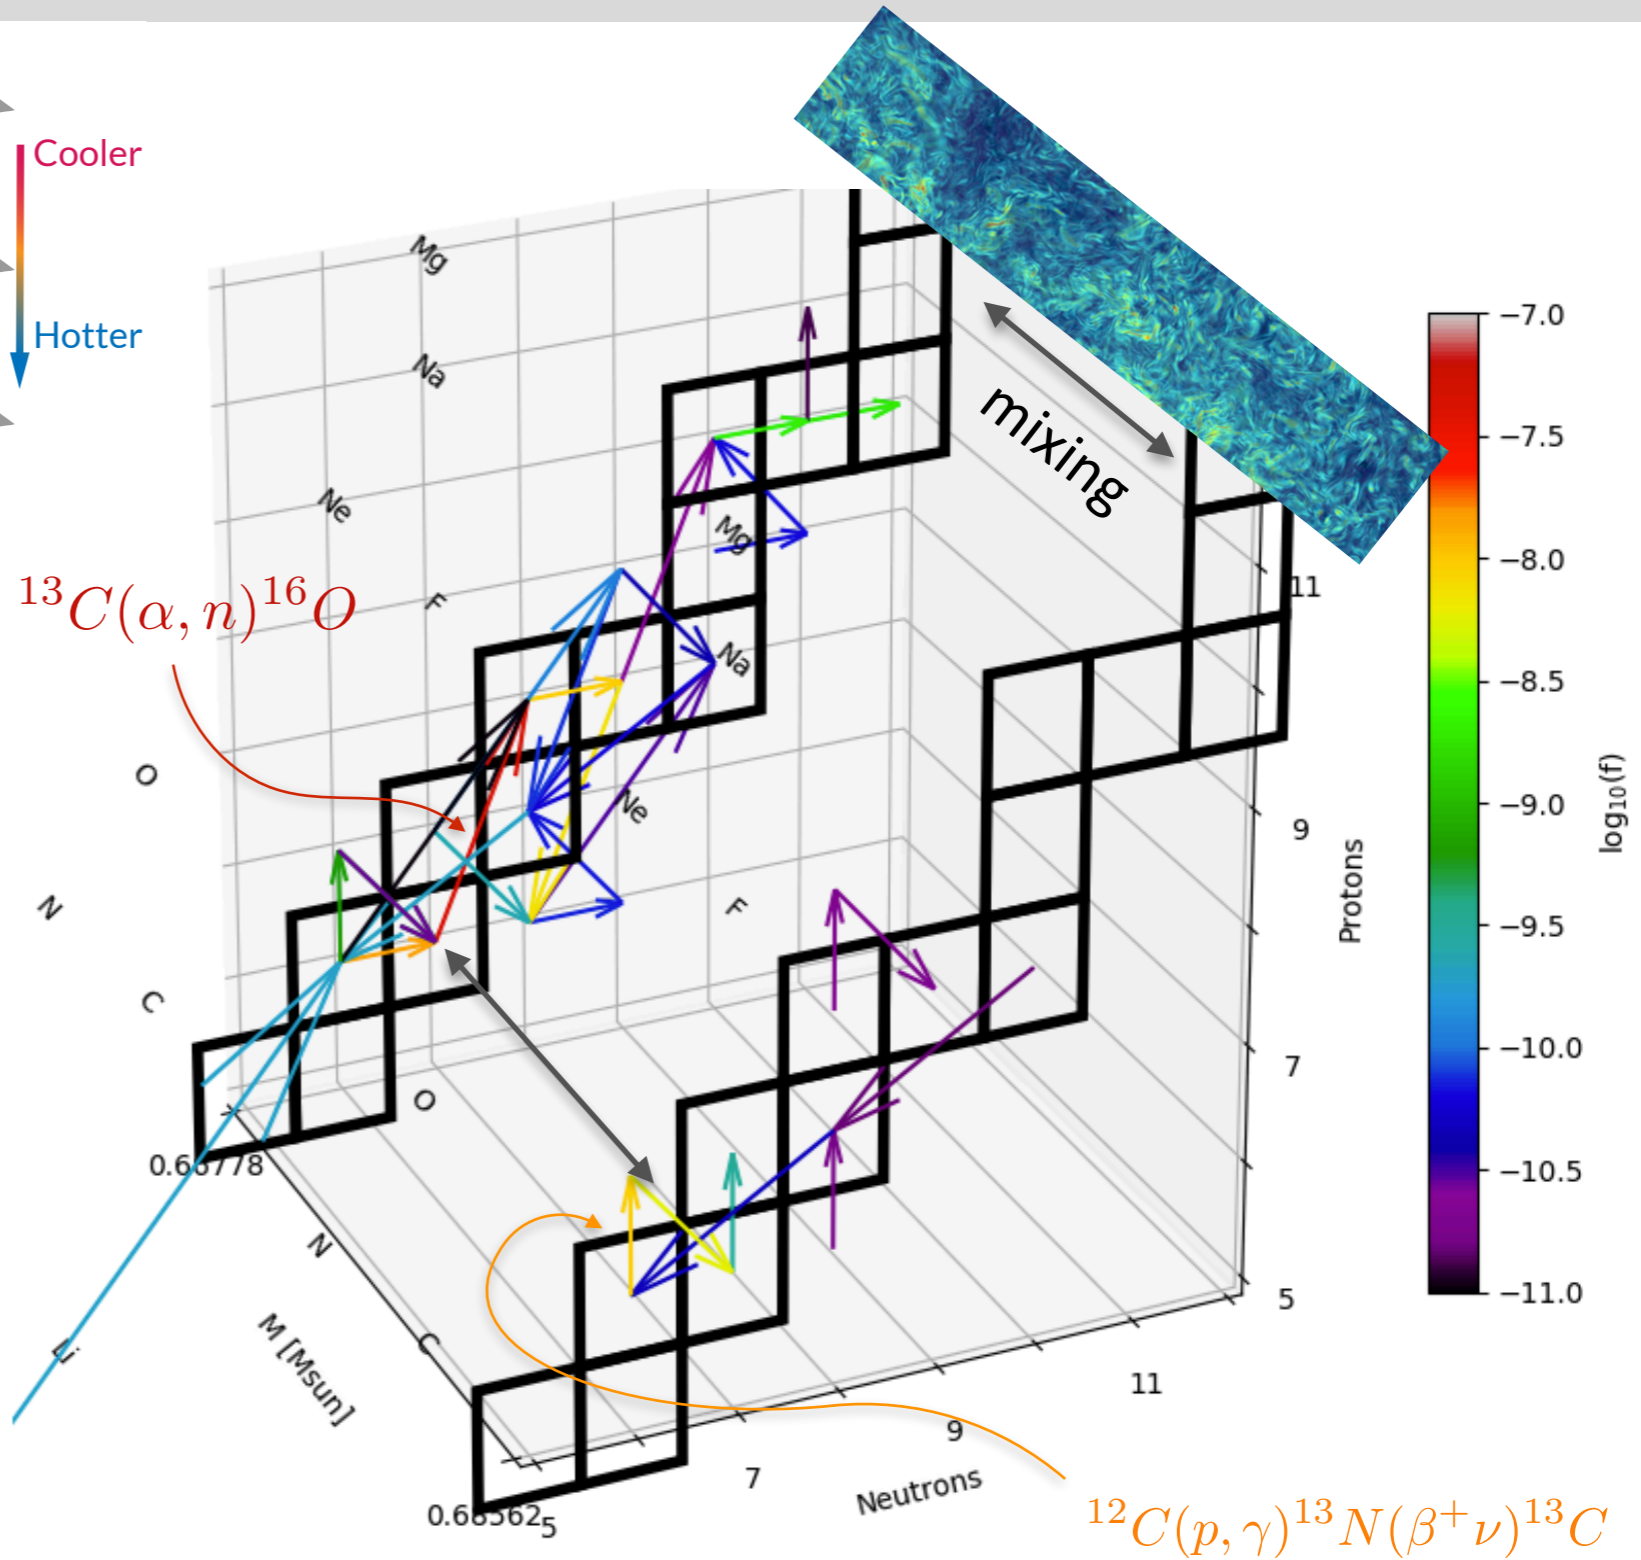 Cooler
Hotter
Mg
Na
Ne
F
O
N
C
Li
¹³C(α, n)¹⁶O
mixing
Mg
Na
Ne
F
O
N
C
M [Msun]
5
7
9
11
Neutrons
5
7
9
11
Protons
−7.0
−7.5
−8.0
−8.5
−9.0
−9.5
−10.0
−10.5
−11.0
log₁₀(f)
¹²C(p, γ)¹³N(β⁺ν)¹³C